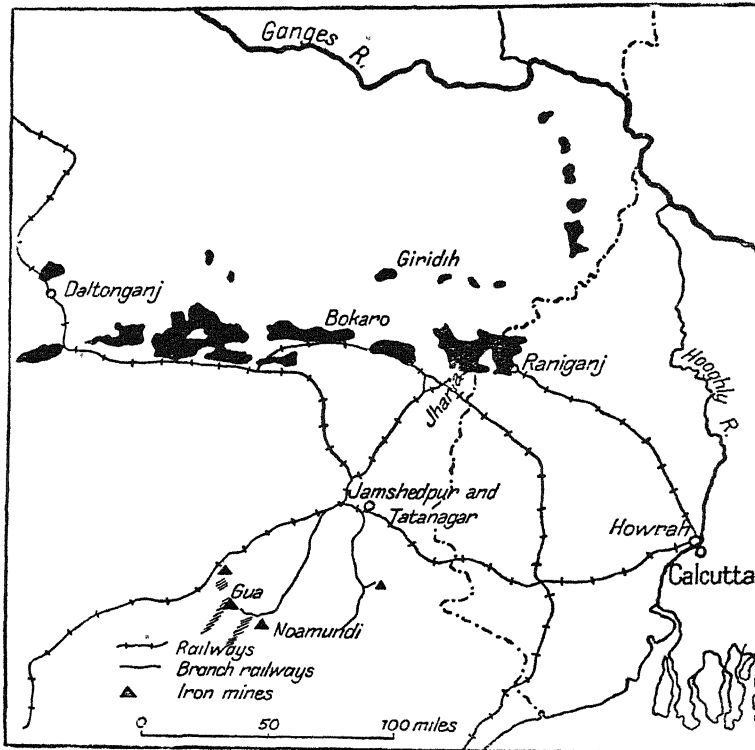 Ganges R.
Giridih
Daltonganj
Bokaro
Raniganj
Jharia
Hooghly R.
Jamshedpur and
Tatanagar
Howrah
Calcutta
Gua
Noamundi
Railways
Branch railways
Iron mines
0 50 100 miles